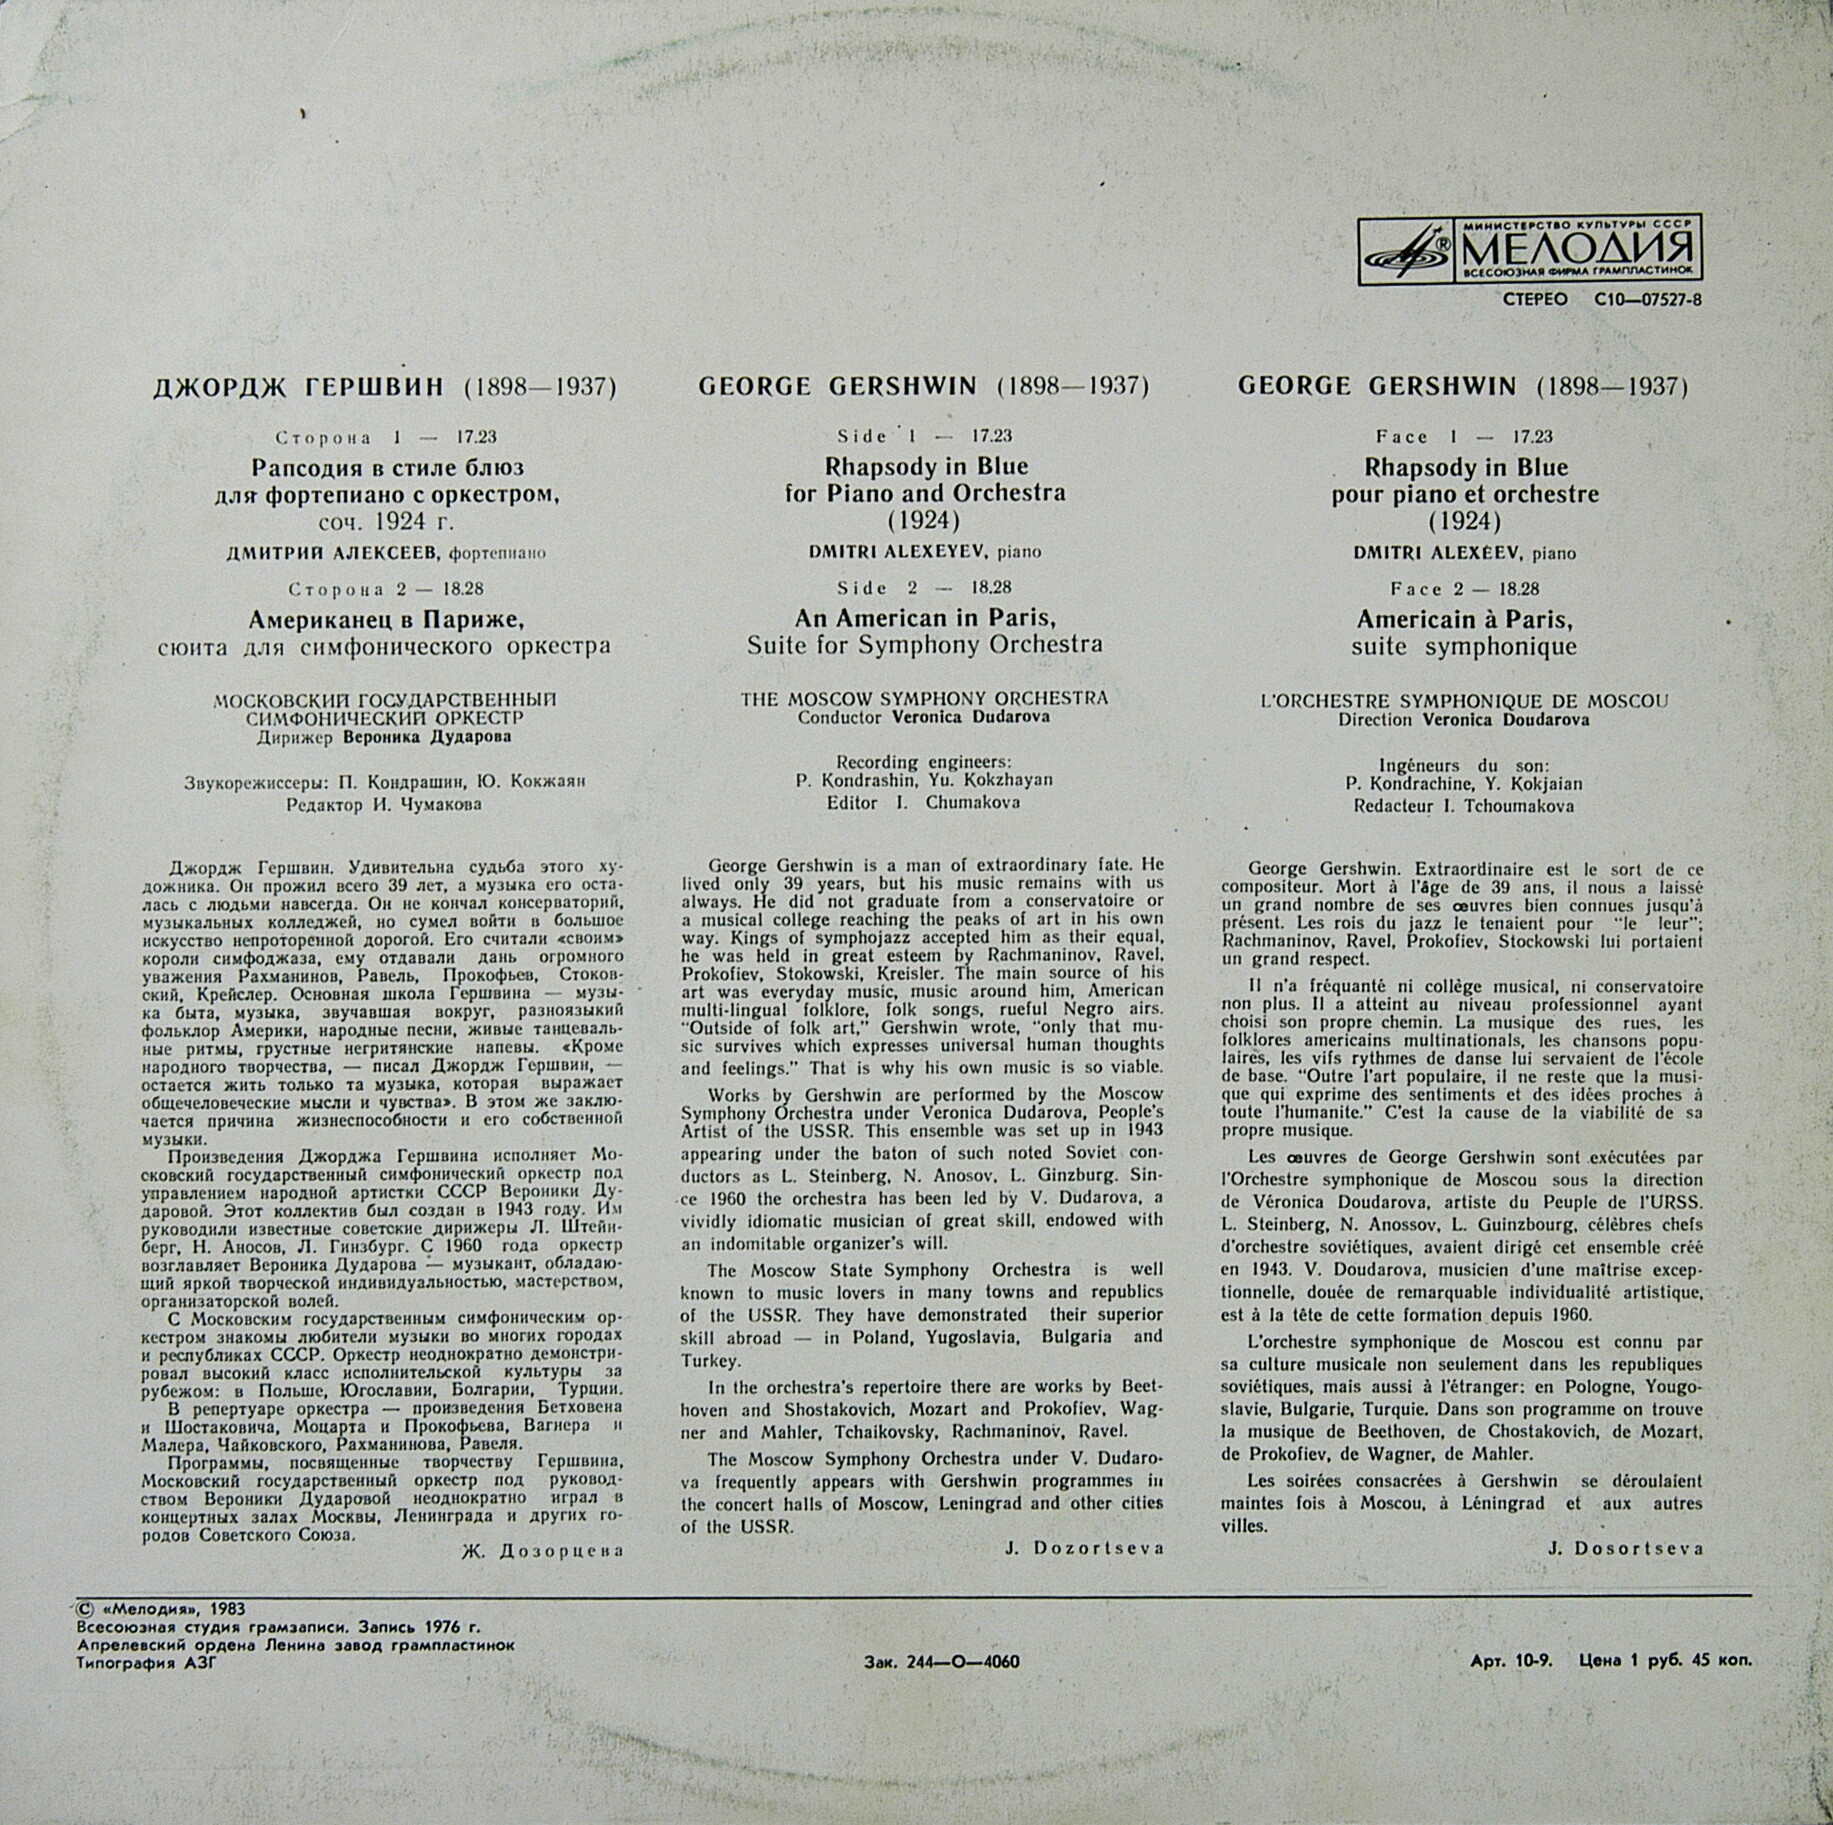 МИНИСТЕРСТВО КУЛЬТУРЫ СССР
МЕЛОДИЯ
ВСЕСОЮЗНАЯ ФИРМА ГРАМПЛАСТИНОК
СТЕРЕО С10—07527-8
ДЖОРДЖ ГЕРШВИН (1898—1937)
Сторона 1 — 17.23
Рапсодия в стиле блюз
для фортепиано с оркестром,
соч. 1924 г.
ДМИТРИЙ АЛЕКСЕЕВ, фортепиано
Сторона 2 — 18.28
Американец в Париже,
сюита для симфонического оркестра
МОСКОВСКИЙ ГОСУДАРСТВЕННЫЙ
СИМФОНИЧЕСКИЙ ОРКЕСТР
Дирижер Вероника Дударова
Звукорежиссеры: П. Кондрашин, Ю. Кокжаян
Редактор И. Чумакова
Джордж Гершвин. Удивительна судьба этого ху-
дожника. Он прожил всего 39 лет, а музыка его оста-
лась с людьми навсегда. Он не кончал консерваторий,
музыкальных колледжей, но сумел войти в большое
искусство непроторенной дорогой. Его считали «своим»
короли симфоджаза, ему отдавали дань огромного
уважения Рахманинов, Равель, Прокофьев, Стоков-
ский, Крейслер. Основная школа Гершвина — музы-
ка быта, музыка, звучавшая вокруг, разноязыкий
фольклор Америки, народные песни, живые танцеваль-
ные ритмы, грустные негритянские напевы. «Кроме
народного творчества, — писал Джордж Гершвин, —
остается жить только та музыка, которая выражает
общечеловеческие мысли и чувства». В этом же заклю-
чается причина жизнеспособности и его собственной
музыки.
Произведения Джорджа Гершвина исполняет Мо-
сковский государственный симфонический оркестр под
управлением народной артистки СССР Вероники Ду-
даровой. Этот коллектив был создан в 1943 году. Им
руководили известные советские дирижеры Л. Штейн-
берг, Н. Аносов, Л. Гинзбург. С 1960 года оркестр
возглавляет Вероника Дударова — музыкант, обладаю-
щий яркой творческой индивидуальностью, мастерством,
организаторской волей.
С Московским государственным симфоническим ор-
кестром знакомы любители музыки во многих городах
и республиках СССР. Оркестр неоднократно демонстри-
ровал высокий класс исполнительской культуры за
рубежом: в Польше, Югославии, Болгарии, Турции.
В репертуаре оркестра — произведения Бетховена
и Шостаковича, Моцарта и Прокофьева, Вагнера и
Малера, Чайковского, Рахманинова, Равеля.
Программы, посвященные творчеству Гершвина,
Московский государственный оркестр под руковод-
ством Вероники Дударовой неоднократно играл в
концертных залах Москвы, Ленинграда и других го-
родов Советского Союза.
Ж. Дозорцева
GEORGE GERSHWIN (1898—1937)
Side 1 — 17.23
Rhapsody in Blue
for Piano and Orchestra
(1924)
DMITRI ALEXEYEV, piano
Side 2 — 18.28
An American in Paris,
Suite for Symphony Orchestra
THE MOSCOW SYMPHONY ORCHESTRA
Conductor Veronica Dudarova
Recording engineers:
P. Kondrashin, Yu. Kokzhayan
Editor I. Chumakova
George Gershwin is a man of extraordinary fate. He
lived only 39 years, but his music remains with us
always. He did not graduate from a conservatoire or
a musical college reaching the peaks of art in his own
way. Kings of symphojazz accepted him as their equal,
he was held in great esteem by Rachmaninov, Ravel,
Prokofiev, Stokowski, Kreisler. The main source of his
art was everyday music, music around him, American
multi-lingual folklore, folk songs, rueful Negro airs.
"Outside of folk art," Gershwin wrote, "only that mu-
sic survives which expresses universal human thoughts
and feelings." That is why his own music is so viable.
Works by Gershwin are performed by the Moscow
Symphony Orchestra under Veronica Dudarova, People's
Artist of the USSR. This ensemble was set up in 1943
appearing under the baton of such noted Soviet con-
ductors as L. Steinberg, N. Anosov, L. Ginzburg. Sin-
ce 1960 the orchestra has been led by V. Dudarova, a
vividly idiomatic musician of great skill, endowed with
an indomitable organizer's will.
The Moscow State Symphony Orchestra is well
known to music lovers in many towns and republics
of the USSR. They have demonstrated their superior
skill abroad — in Poland, Yugoslavia, Bulgaria and
Turkey.
In the orchestra's repertoire there are works by Beet-
hoven and Shostakovich, Mozart and Prokofiev, Wag-
ner and Mahler, Tchaikovsky, Rachmaninov, Ravel.
The Moscow Symphony Orchestra under V. Dudaro-
va frequently appears with Gershwin programmes in
the concert halls of Moscow, Leningrad and other cities
of the USSR.
J. Dozortseva
GEORGE GERSHWIN (1898—1937)
Face 1 — 17.23
Rhapsody in Blue
pour piano et orchestre
(1924)
DMITRI ALEXÉEV, piano
Face 2 — 18.28
Americain à Paris,
suite symphonique
L'ORCHESTRE SYMPHONIQUE DE MOSCOU
Direction Veronica Doudarova
Ingéneurs du son:
P. Kondrachine, Y. Kokjaian
Redacteur I. Tchoumakova
George Gershwin. Extraordinaire est le sort de ce
compositeur. Mort à l'âge de 39 ans, il nous a laissé
un grand nombre de ses œuvres bien connues jusqu'à
présent. Les rois du jazz le tenaient pour "le leur";
Rachmaninov, Ravel, Prokofiev, Stockowski lui portaient
un grand respect.
Il n'a fréquanté ni collège musical, ni conservatoire
non plus. Il a atteint au niveau professionnel ayant
choisi son propre chemin. La musique des rues, les
folklores americains multinationals, les chansons popu-
laires, les vifs rythmes de danse lui servaient de l'école
de base. "Outre l'art populaire, il ne reste que la musi-
que qui exprime des sentiments et des idées proches à
toute l'humanite." C'est la cause de la viabilité de sa
propre musique.
Les œuvres de George Gershwin sont exécutées par
l'Orchestre symphonique de Moscou sous la direction
de Véronica Doudarova, artiste du Peuple de l'URSS.
L. Steinberg, N. Anossov, L. Guinzbourg, célèbres chefs
d'orchestre soviétiques, avaient dirigé cet ensemble créé
en 1943. V. Doudarova, musicien d'une maîtrise excep-
tionnelle, douée de remarquable individualité artistique,
est à la tête de cette formation depuis 1960.
L'orchestre symphonique de Moscou est connu par
sa culture musicale non seulement dans les republiques
soviétiques, mais aussi à l'étranger: en Pologne, Yougo-
slavie, Bulgarie, Turquie. Dans son programme on trouve
la musique de Beethoven, de Chostakovich, de Mozart,
de Prokofiev, de Wagner, de Mahler.
Les soirées consacrées à Gershwin se déroulaient
maintes fois à Moscou, à Léningrad et aux autres
villes.
J. Dosortseva
© «Мелодия», 1983
Всесоюзная студия грамзаписи. Запись 1976 г.
Апрелевский ордена Ленина завод грампластинок
Типография АЗГ
Зак. 244—О—4060
Арт. 10-9. Цена 1 руб. 45 коп.